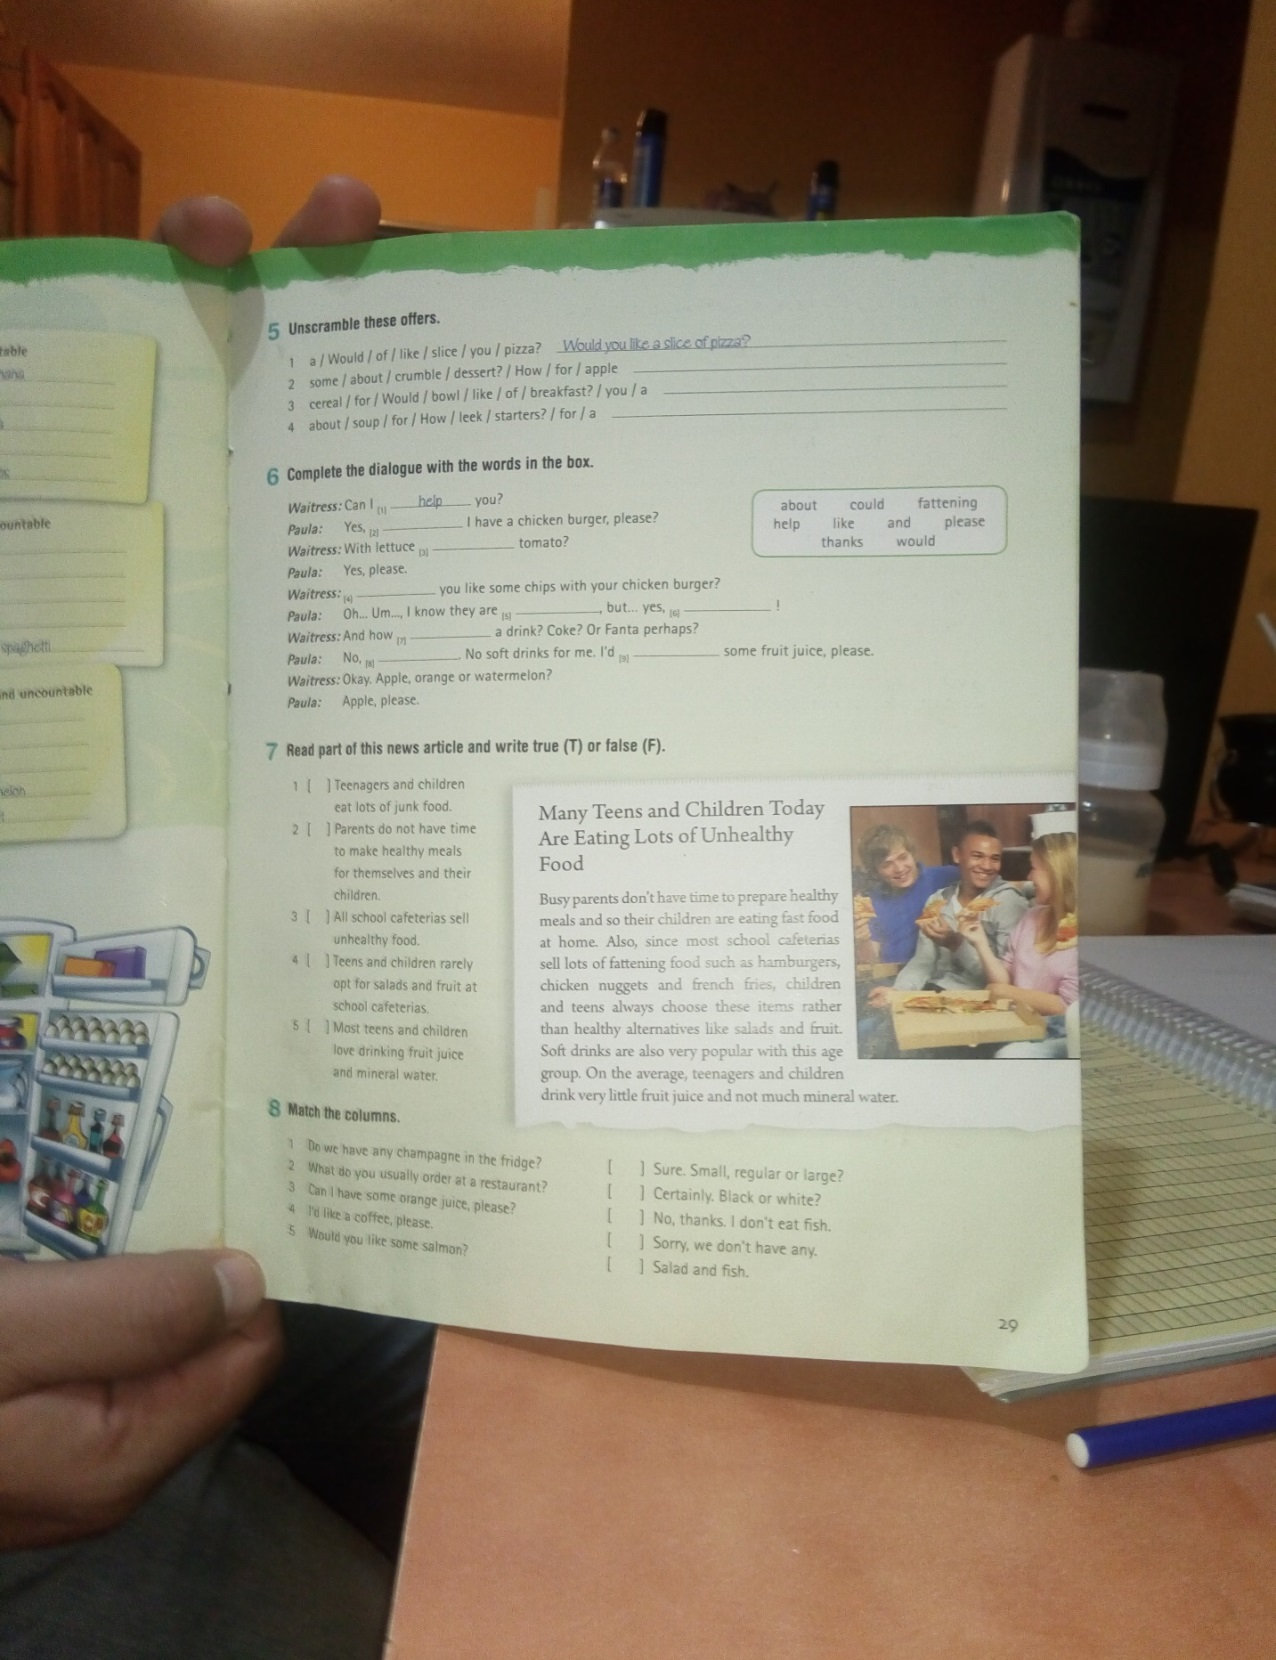 table
ountable
spaghetti
nd uncountable
5 Unscramble these offers.
1 a / Would / of / like / slice / you / pizza? Would you like a slice of pizza?
2 some / about / crumble / dessert? / How / for / apple
3 cereal / for / Would / bowl / like / of / breakfast? / you / a
4 about / soup / for / How / leek / starters? / for / a
6 Complete the dialogue with the words in the box.
Waitress: Can I [1] help you?
Paula: Yes, [2] I have a chicken burger, please?
Waitress: With lettuce [3] tomato?
Paula: Yes, please.
Waitress: [4] you like some chips with your chicken burger?
Paula: Oh... Um..., I know they are [5] , but... yes, [6] !
Waitress: And how [7] a drink? Coke? Or Fanta perhaps?
Paula: No, [8] . No soft drinks for me. I'd [9] some fruit juice, please.
Waitress: Okay. Apple, orange or watermelon?
Paula: Apple, please.
about could fattening
help like and please
thanks would
7 Read part of this news article and write true (T) or false (F).
1 [ ] Teenagers and children
eat lots of junk food.
2 [ ] Parents do not have time
to make healthy meals
for themselves and their
children.
3 [ ] All school cafeterias sell
unhealthy food.
4 [ ] Teens and children rarely
opt for salads and fruit at
school cafeterias.
5 [ ] Most teens and children
love drinking fruit juice
and mineral water.
Many Teens and Children Today
Are Eating Lots of Unhealthy
Food
Busy parents don't have time to prepare healthy
meals and so their children are eating fast food
at home. Also, since most school cafeterias
sell lots of fattening food such as hamburgers,
chicken nuggets and french fries, children
and teens always choose these items rather
than healthy alternatives like salads and fruit.
Soft drinks are also very popular with this age
group. On the average, teenagers and children
drink very little fruit juice and not much mineral water.
8 Match the columns.
1 Do we have any champagne in the fridge?
2 What do you usually order at a restaurant?
3 Can I have some orange juice, please?
4 I'd like a coffee, please.
5 Would you like some salmon?
[ ] Sure. Small, regular or large?
[ ] Certainly. Black or white?
[ ] No, thanks. I don't eat fish.
[ ] Sorry, we don't have any.
[ ] Salad and fish.
29